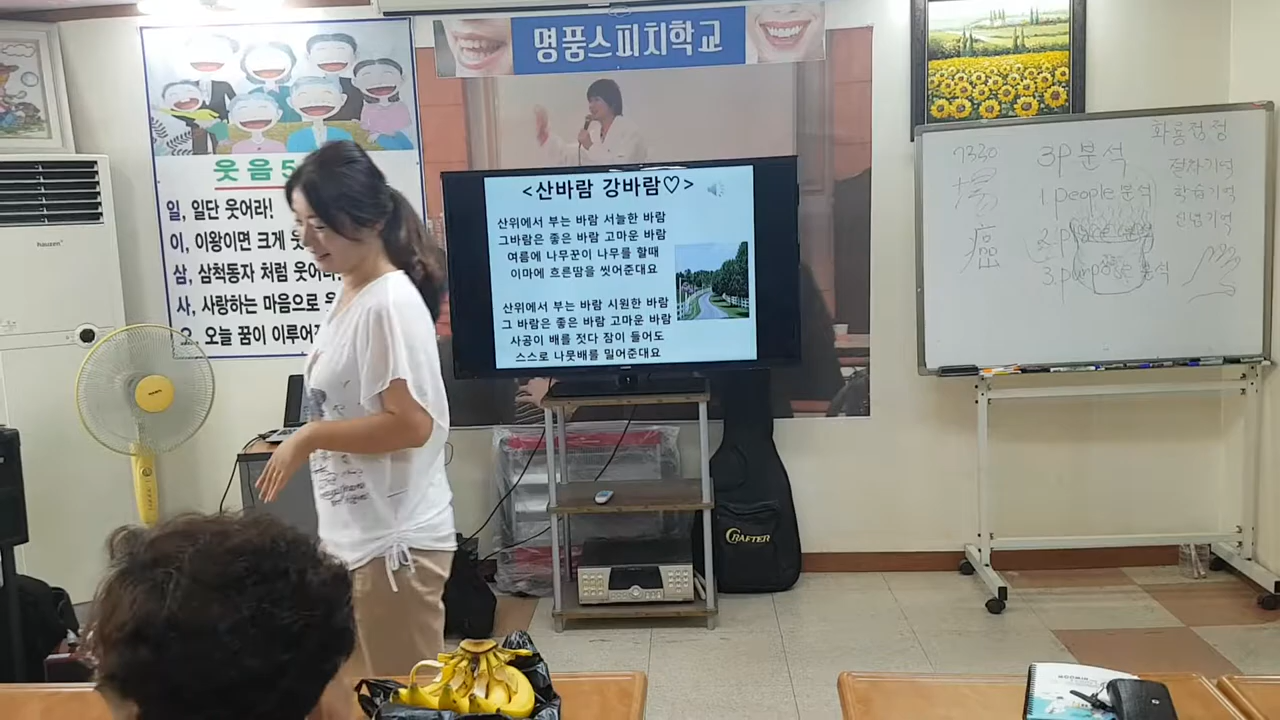 명품스피치학교
웃음5
일, 일단 웃어라!
이, 이왕이면 크게 웃
삼, 삼척동자 처럼 웃어라
사, 사랑하는 마음으로
오, 오늘 꿈이 이루어
hauzen
<산바람 강바람♡>
산위에서 부는 바람 서늘한 바람
그바람은 좋은 바람 고마운 바람
여름에 나무꾼이 나무를 할때
이마에 흐른땀을 씻어준대요
산위에서 부는 바람 시원한 바람
그 바람은 좋은 바람 고마운 바람
사공이 배를 젓다 잠이 들어도
스스로 나뭇배를 밀어준대요
CRAFTER
7330
場
癌
3P분석
1. people 분석
2. place
3. purpose 분석
화용정정
절차기억
학습기억